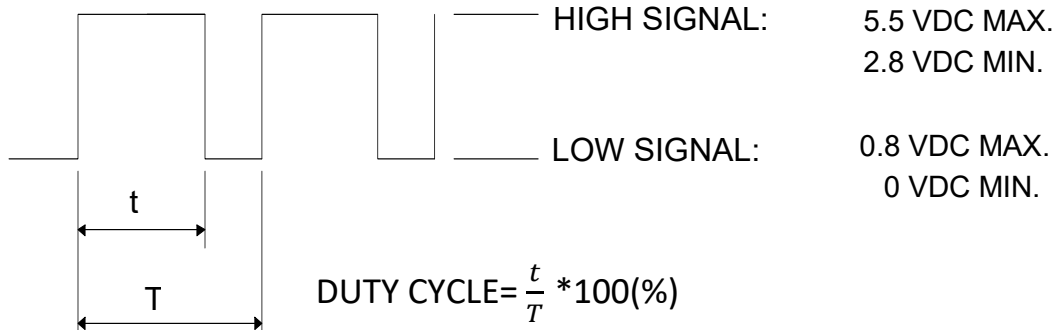 HIGH SIGNAL: 5.5 VDC MAX.
2.8 VDC MIN.
LOW SIGNAL: 0.8 VDC MAX.
0 VDC MIN.
t
T
DUTY CYCLE= t/T *100(%)